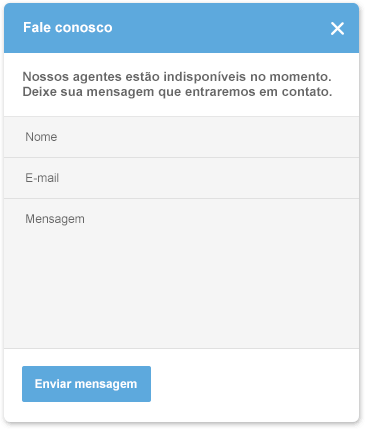 Fale conosco
Nossos agentes estão indisponíveis no momento.
Deixe sua mensagem que entraremos em contato.
Nome
E-mail
Mensagem
Enviar mensagem